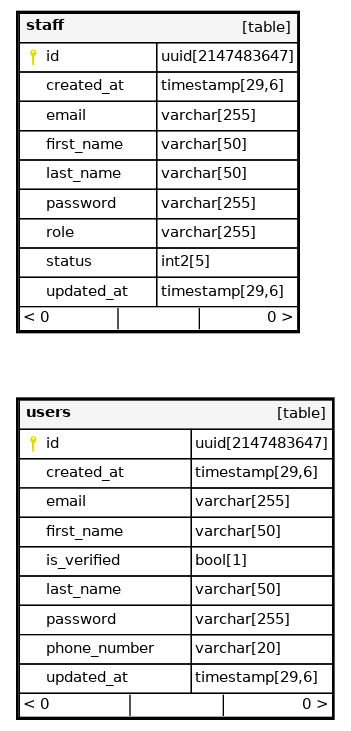 staff [table]
id uuid[2147483647]
created_at timestamp[29,6]
email varchar[255]
first_name varchar[50]
last_name varchar[50]
password varchar[255]
role varchar[255]
status int2[5]
updated_at timestamp[29,6]
< 0 0 >
users [table]
id uuid[2147483647]
created_at timestamp[29,6]
email varchar[255]
first_name varchar[50]
is_verified bool[1]
last_name varchar[50]
password varchar[255]
phone_number varchar[20]
updated_at timestamp[29,6]
< 0 0 >